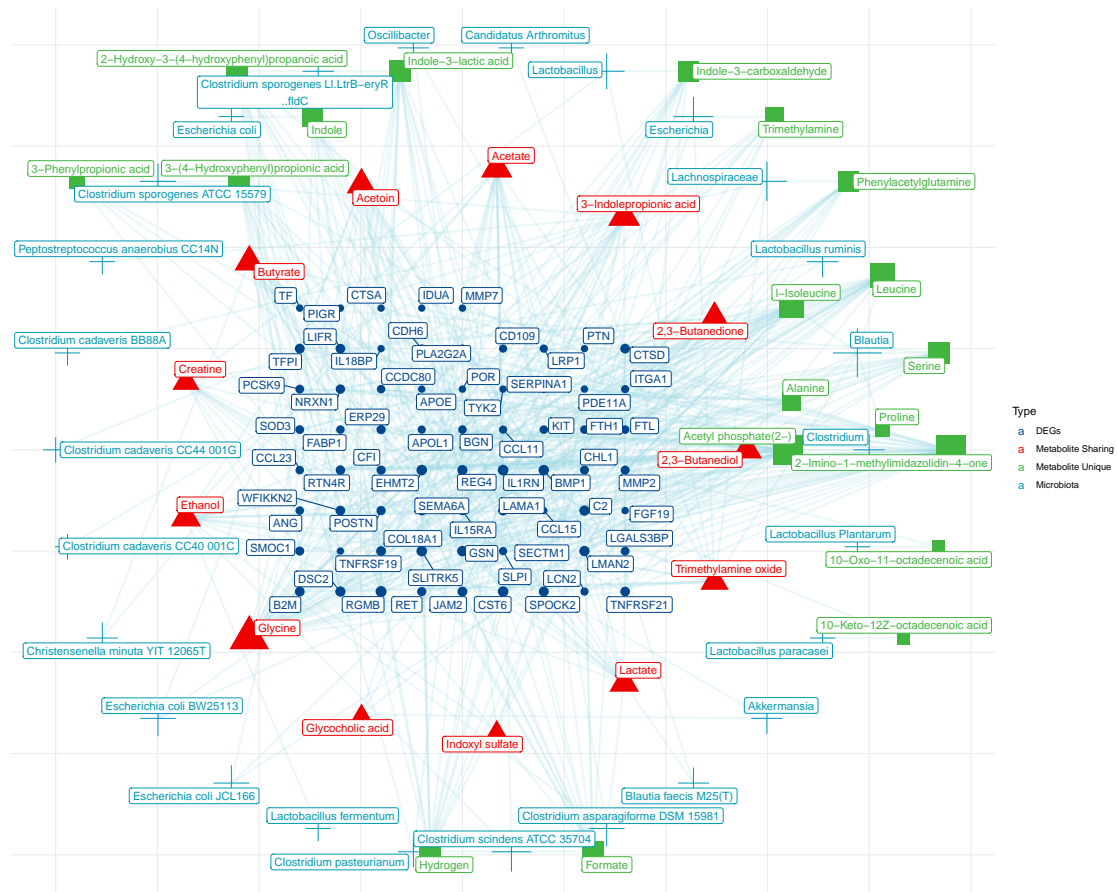 Oscillibacter
Candidatus Arthromitus
2−Hydroxy−3−(4−hydroxyphenyl)propanoic acid
Indole−3−lactic acid
Lactobacillus
Indole−3−carboxaldehyde
Clostridium sporogenes Ll.LtrB−eryR
..fldC
Escherichia coli
Indole
Escherichia
Trimethylamine
Acetate
3−Phenylpropionic acid
3−(4−Hydroxyphenyl)propionic acid
Clostridium sporogenes ATCC 15579
Acetoin
Lachnospiraceae
Phenylacetylglutamine
3−Indolepropionic acid
Peptostreptococcus anaerobius CC14N
Butyrate
Lactobacillus ruminis
Leucine
l−Isoleucine
TF
CTSA
IDUA
MMP7
PIGR
2,3−Butanedione
LIFR
CDH6
CD109
PTN
Clostridium cadaveris BB88A
Blautia
TFPI
IL18BP
PLA2G2A
LRP1
CTSD
Serine
Creatine
PCSK9
CCDC80
POR
SERPINA1
ITGA1
Alanine
NRXN1
APOE
TYK2
PDE11A
SOD3
ERP29
KIT
FTH1
FTL
Proline
FABP1
APOL1
BGN
CCL11
Acetyl phosphate(2−)
Clostridium
Clostridium cadaveris CC44 001G
CCL23
CFI
CHL1
2,3−Butanediol
2−Imino−1−methylimidazolidin−4−one
RTN4R
EHMT2
REG4
IL1RN
BMP1
MMP2
Ethanol
WFIKKN2
SEMA6A
LAMA1
C2
FGF19
ANG
POSTN
IL15RA
CCL15
Clostridium cadaveris CC40 001C
SMOC1
COL18A1
GSN
SECTM1
LGALS3BP
Lactobacillus Plantarum
TNFRSF19
LMAN2
10−Oxo−11−octadecenoic acid
DSC2
SLITRK5
SLPI
LCN2
Trimethylamine oxide
B2M
RGMB
RET
JAM2
CST6
SPOCK2
TNFRSF21
Glycine
10−Keto−12Z−octadecenoic acid
Christensenella minuta YIT 12065T
Lactobacillus paracasei
Lactate
Escherichia coli BW25113
Akkermansia
Glycocholic acid
Indoxyl sulfate
Escherichia coli JCL166
Blautia faecis M25(T)
Lactobacillus fermentum
Clostridium asparagiforme DSM 15981
Clostridium scindens ATCC 35704
Clostridium pasteurianum
Hydrogen
Formate
Type
a DEGs
a Metabolite Sharing
a Metabolite Unique
a Microbiota